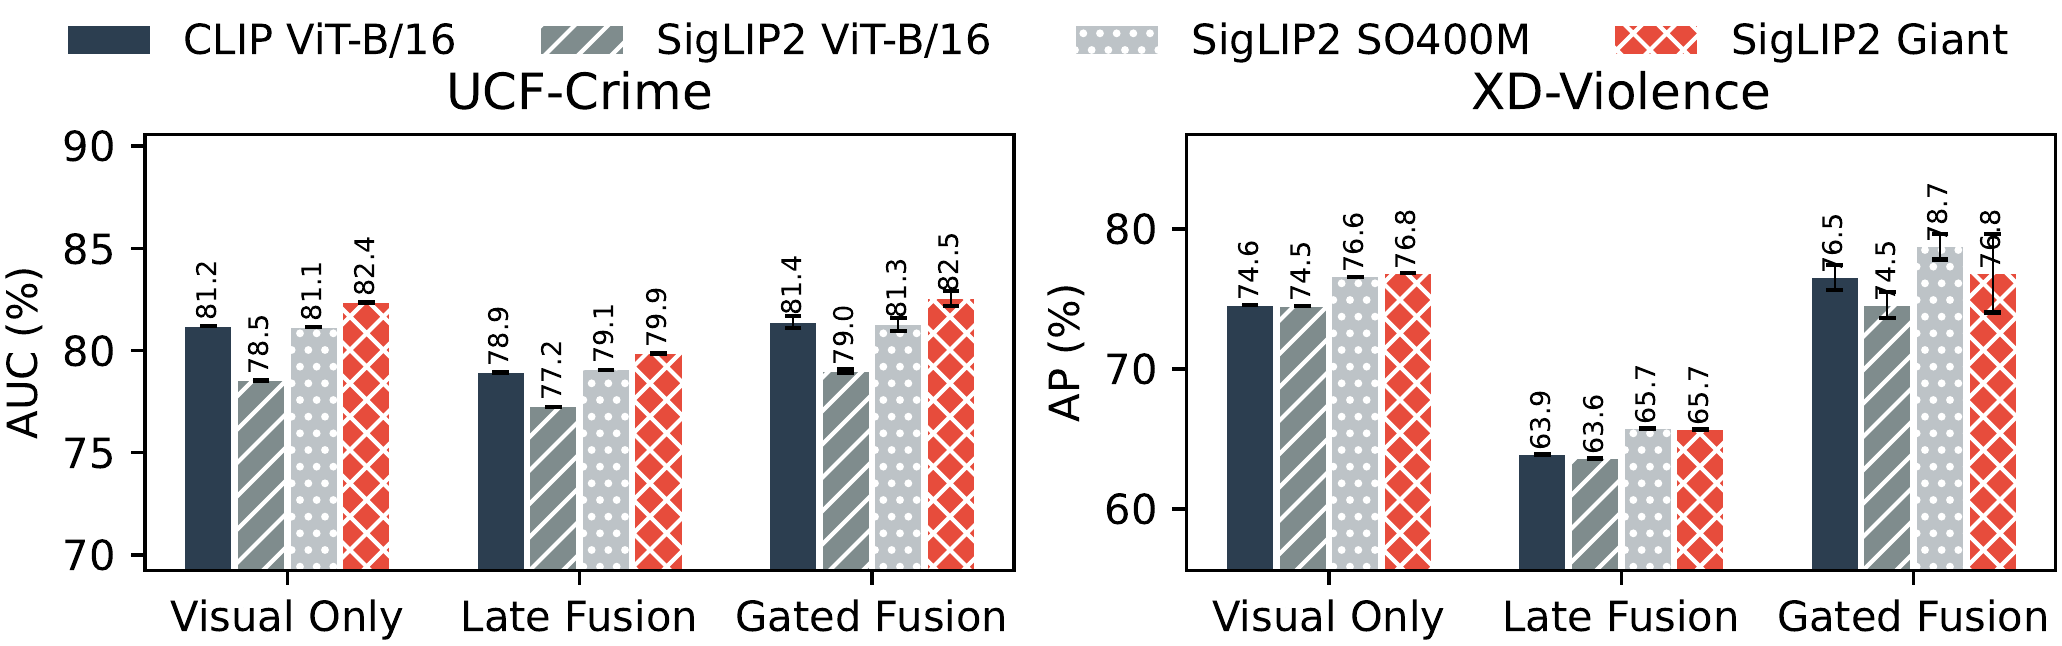 CLIP ViT-B/16 SigLIP2 ViT-B/16 SigLIP2 SO400M SigLIP2 Giant
UCF-Crime
AUC (%)
90
85
80
75
70
81.2 78.5 81.1 82.4
78.9 77.2 79.1 79.9
81.4 79.0 81.3 82.5
Visual Only Late Fusion Gated Fusion
XD-Violence
AP (%)
80
70
60
74.6 74.5 76.6 76.8
63.9 63.6 65.7 65.7
76.5 74.5 78.7 76.8
Visual Only Late Fusion Gated Fusion